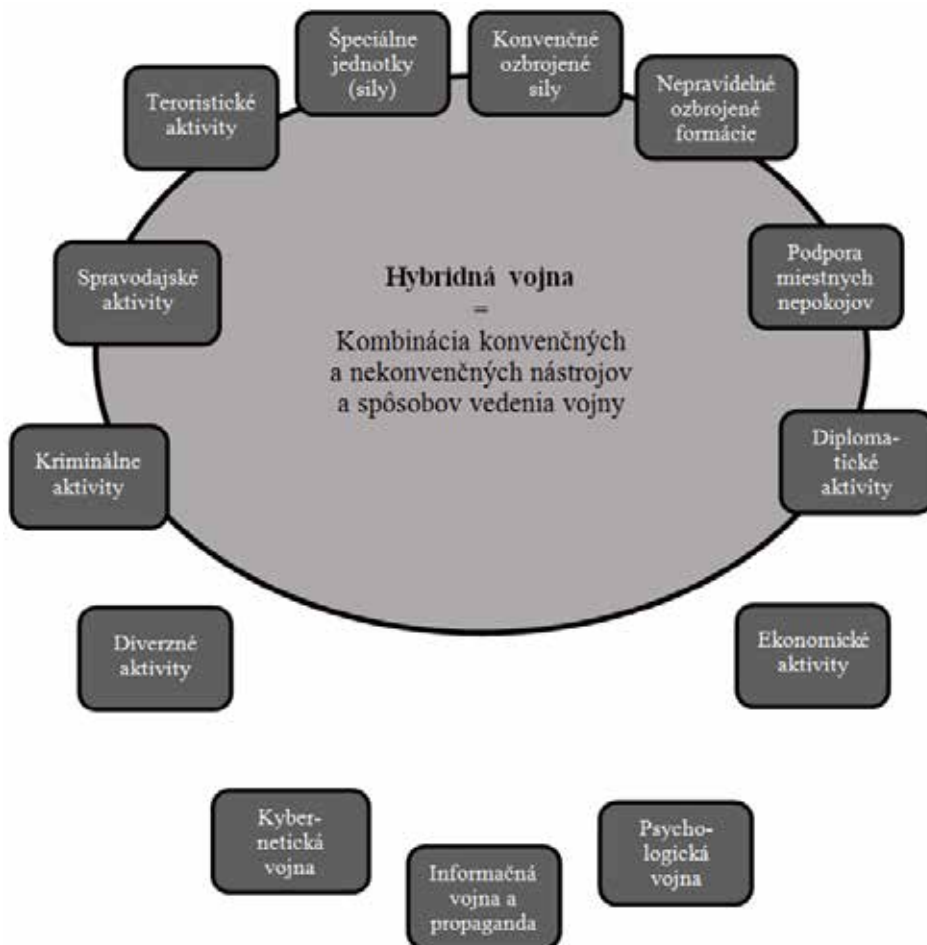 Špeciálne
jednotky
(sily)
Konvenčné
ozbrojené
sily
Nepravidelné
ozbrojené
formácie
Teroristické
aktivity
Spravodajské
aktivity
Hybridná vojna
=
Kombinácia konvenčných
a nekonvenčných nástrojov
a spôsobov vedenia vojny
Podpora
miestnych
nepokojov
Kriminálne
aktivity
Diploma-
tické
aktivity
Diverzné
aktivity
Ekonomické
aktivity
Kyber-
netická
vojna
Informačná
vojna a
propaganda
Psycho-
logická
vojna